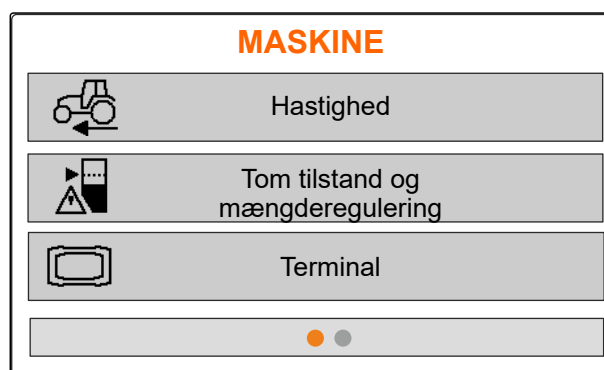 MASKINE
Hastighed
Tom tilstand og
mængderegulering
Terminal